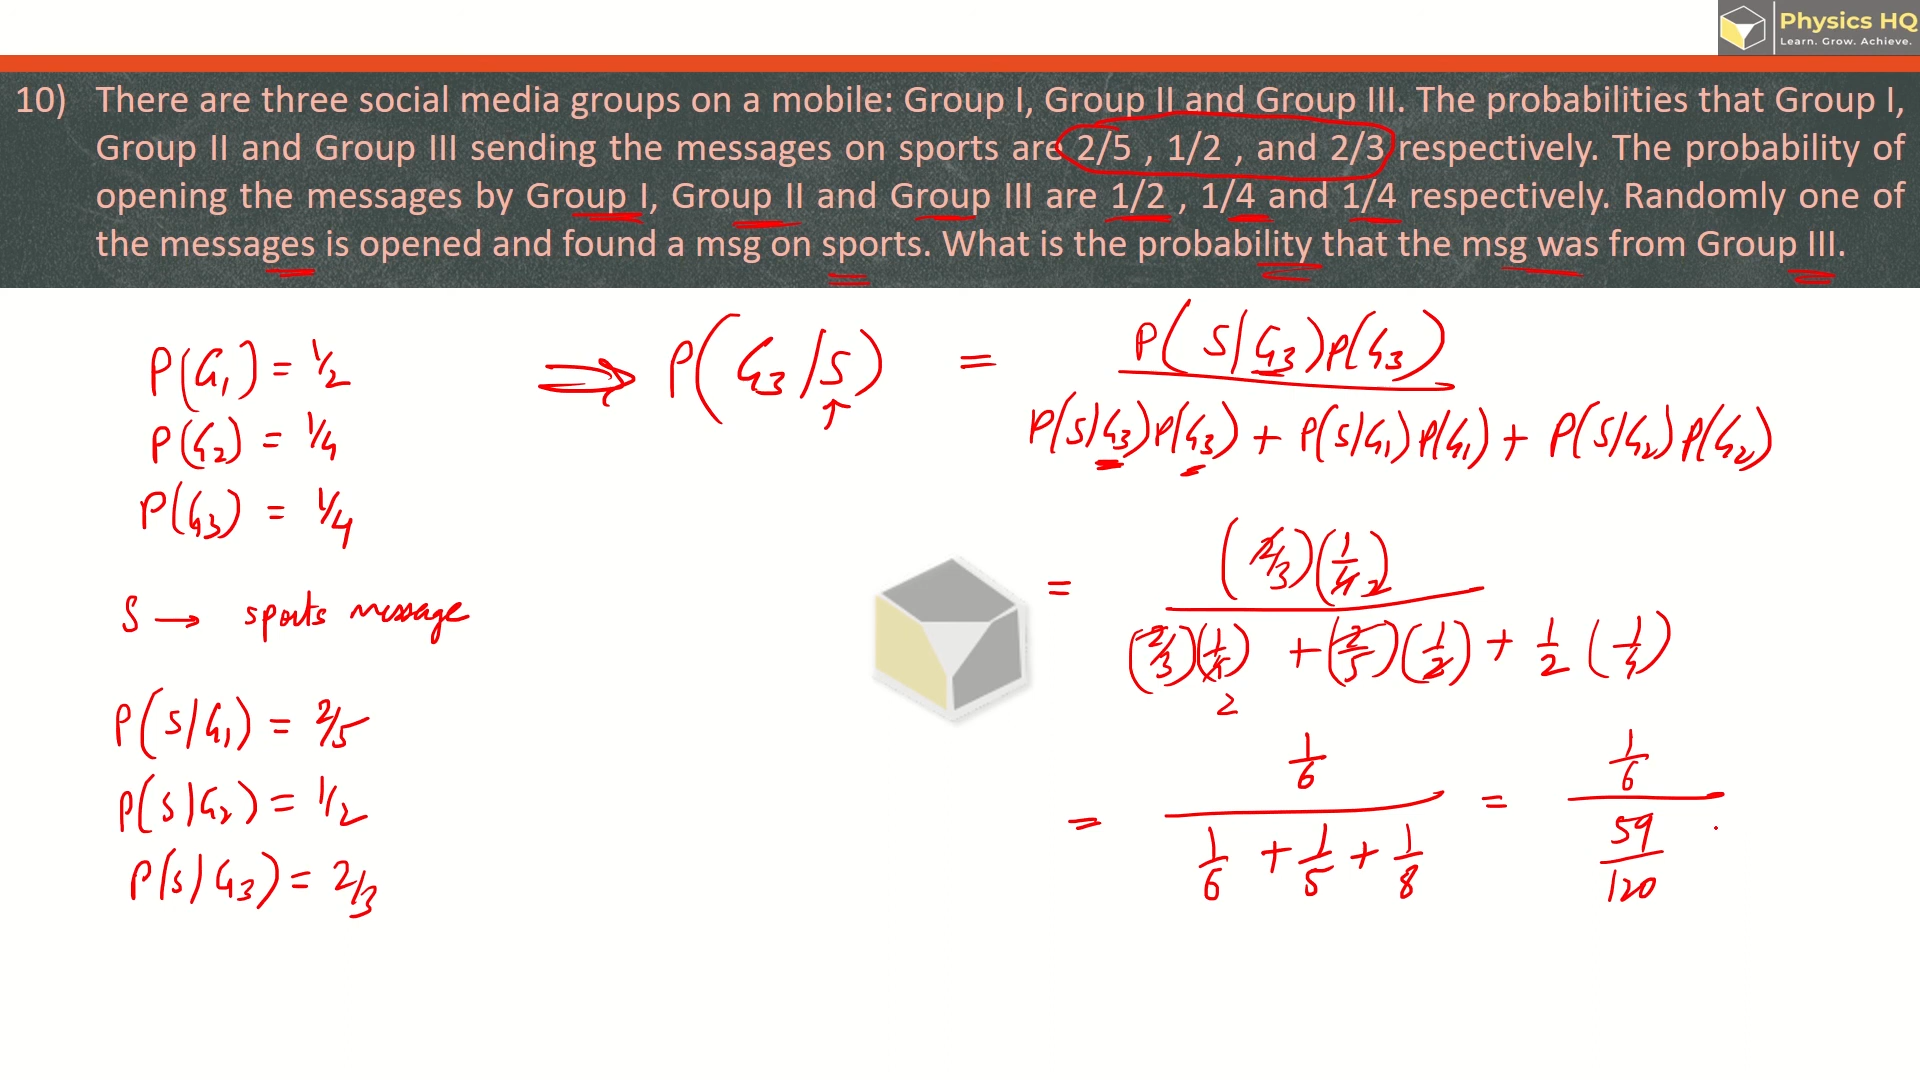 Physics HQ
Learn. Grow. Achieve.
10) There are three social media groups on a mobile: Group I, Group II and Group III. The probabilities that Group I,
Group II and Group III sending the messages on sports are 2/5 , 1/2 , and 2/3 respectively. The probability of
opening the messages by Group I, Group II and Group III are 1/2 , 1/4 and 1/4 respectively. Randomly one of
the messages is opened and found a msg on sports. What is the probability that the msg was from Group III.
P(G₁) = 1/2
P(G₂) = 1/4
P(G₃) = 1/4
S → sports message
P(S|G₁) = 2/5
P(S|G₂) = 1/2
P(S|G₃) = 2/3
⇒ P(G₃/S) = P(S|G₃)P(G₃)
P(S|G₃)P(G₃) + P(S|G₁)P(G₁) + P(S|G₂)P(G₂)
= (2/3)(1/4) 2
(2/3)(1/4) + (2/5)(1/2) + 1/2 (1/4)
2
= 1/6 = 1/6
1/6 + 1/5 + 1/8 59/120